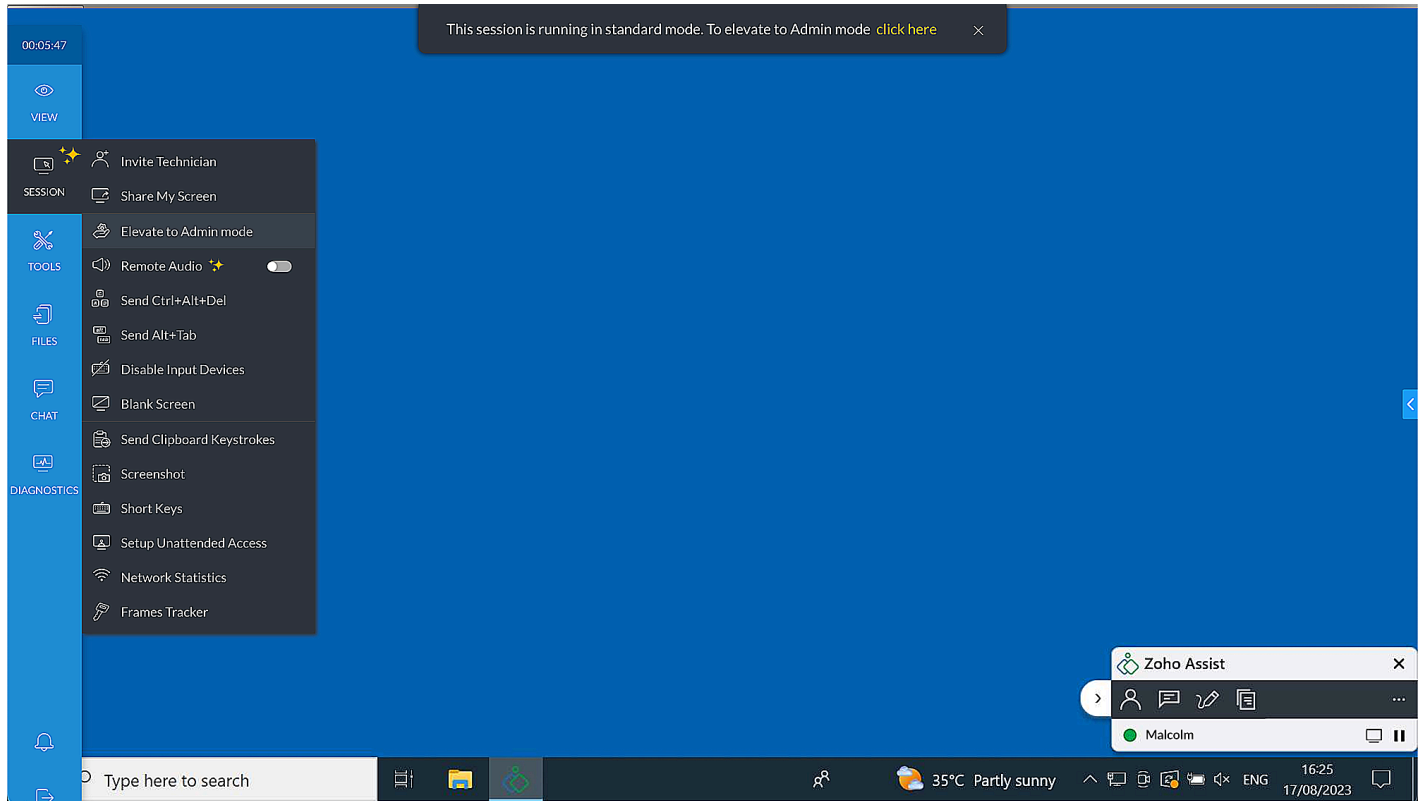 This session is running in standard mode. To elevate to Admin mode click here
00:05:47
VIEW
SESSION
TOOLS
FILES
CHAT
DIAGNOSTICS
Invite Technician
Share My Screen
Elevate to Admin mode
Remote Audio
Send Ctrl+Alt+Del
Send Alt+Tab
Disable Input Devices
Blank Screen
Send Clipboard Keystrokes
Screenshot
Short Keys
Setup Unattended Access
Network Statistics
Frames Tracker
Zoho Assist
Malcolm
Type here to search
35°C Partly sunny
ENG
16:25
17/08/2023